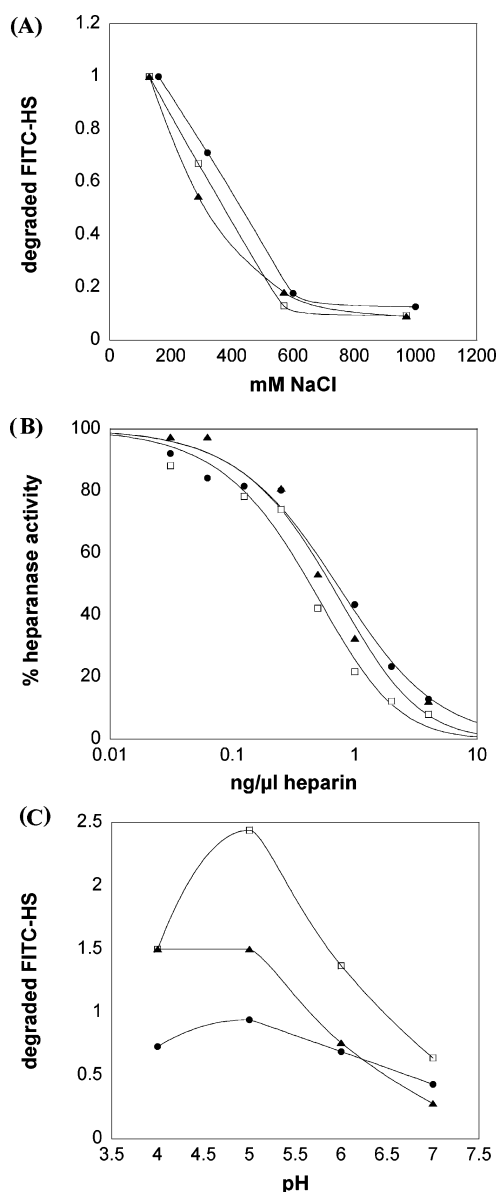 (A)
degraded FITC-HS
1.2
1
0.8
0.6
0.4
0.2
0
0 200 400 600 800 1000 1200
mM NaCl
(B)
% heparanase activity
100
80
60
40
20
0
0.01 0.1 1 10
ng/µl heparin
(C)
degraded FITC-HS
2.5
2
1.5
1
0.5
0
3.5 4 4.5 5 5.5 6 6.5 7 7.5
pH